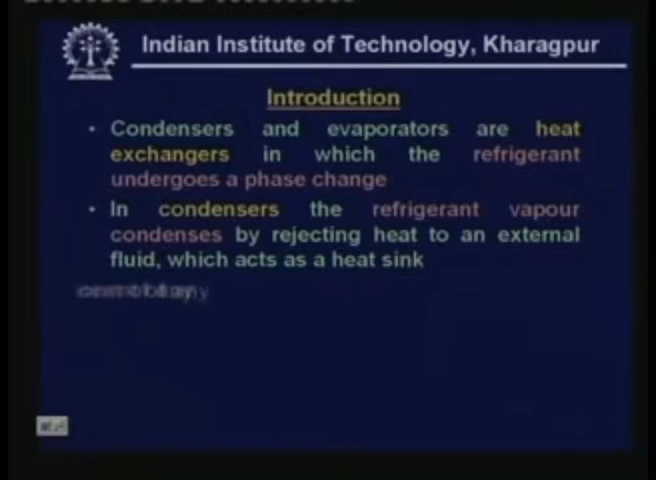 Indian Institute of Technology, Kharagpur
Introduction
• Condensers and evaporators are heat
exchangers in which the refrigerant
undergoes a phase change
• In condensers the refrigerant vapour
condenses by rejecting heat to an external
fluid, which acts as a heat sink